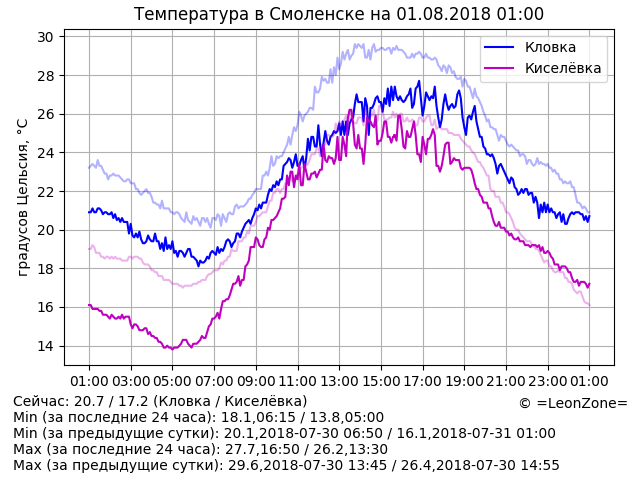 Температура в Смоленске на 01.08.2018 01:00
30
28
26
24
22
20
18
16
14
градусов Цельсия, °C
Кловка
Киселёвка
01:00 03:00 05:00 07:00 09:00 11:00 13:00 15:00 17:00 19:00 21:00 23:00 01:00
Сейчас: 20.7 / 17.2 (Кловка / Киселёвка)
© =LeonZone=
Min (за последние 24 часа): 18.1,06:15 / 13.8,05:00
Min (за предыдущие сутки): 20.1,2018-07-30 06:50 / 16.1,2018-07-31 01:00
Max (за последние 24 часа): 27.7,16:50 / 26.2,13:30
Max (за предыдущие сутки): 29.6,2018-07-30 13:45 / 26.4,2018-07-30 14:55